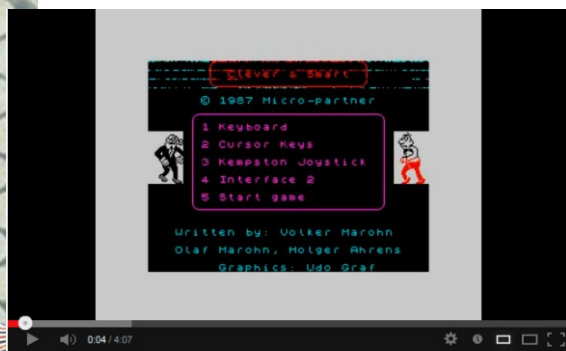 Clever & Smart
© 1987 Micro-partner
1 Keyboard
2 Cursor Keys
3 Kempston Joystick
4 Interface 2
5 Start game
Written by: Volker Marohn
Olaf Marohn, Holger Ahrens
Graphics: Udo Graf
0:04 / 4:07